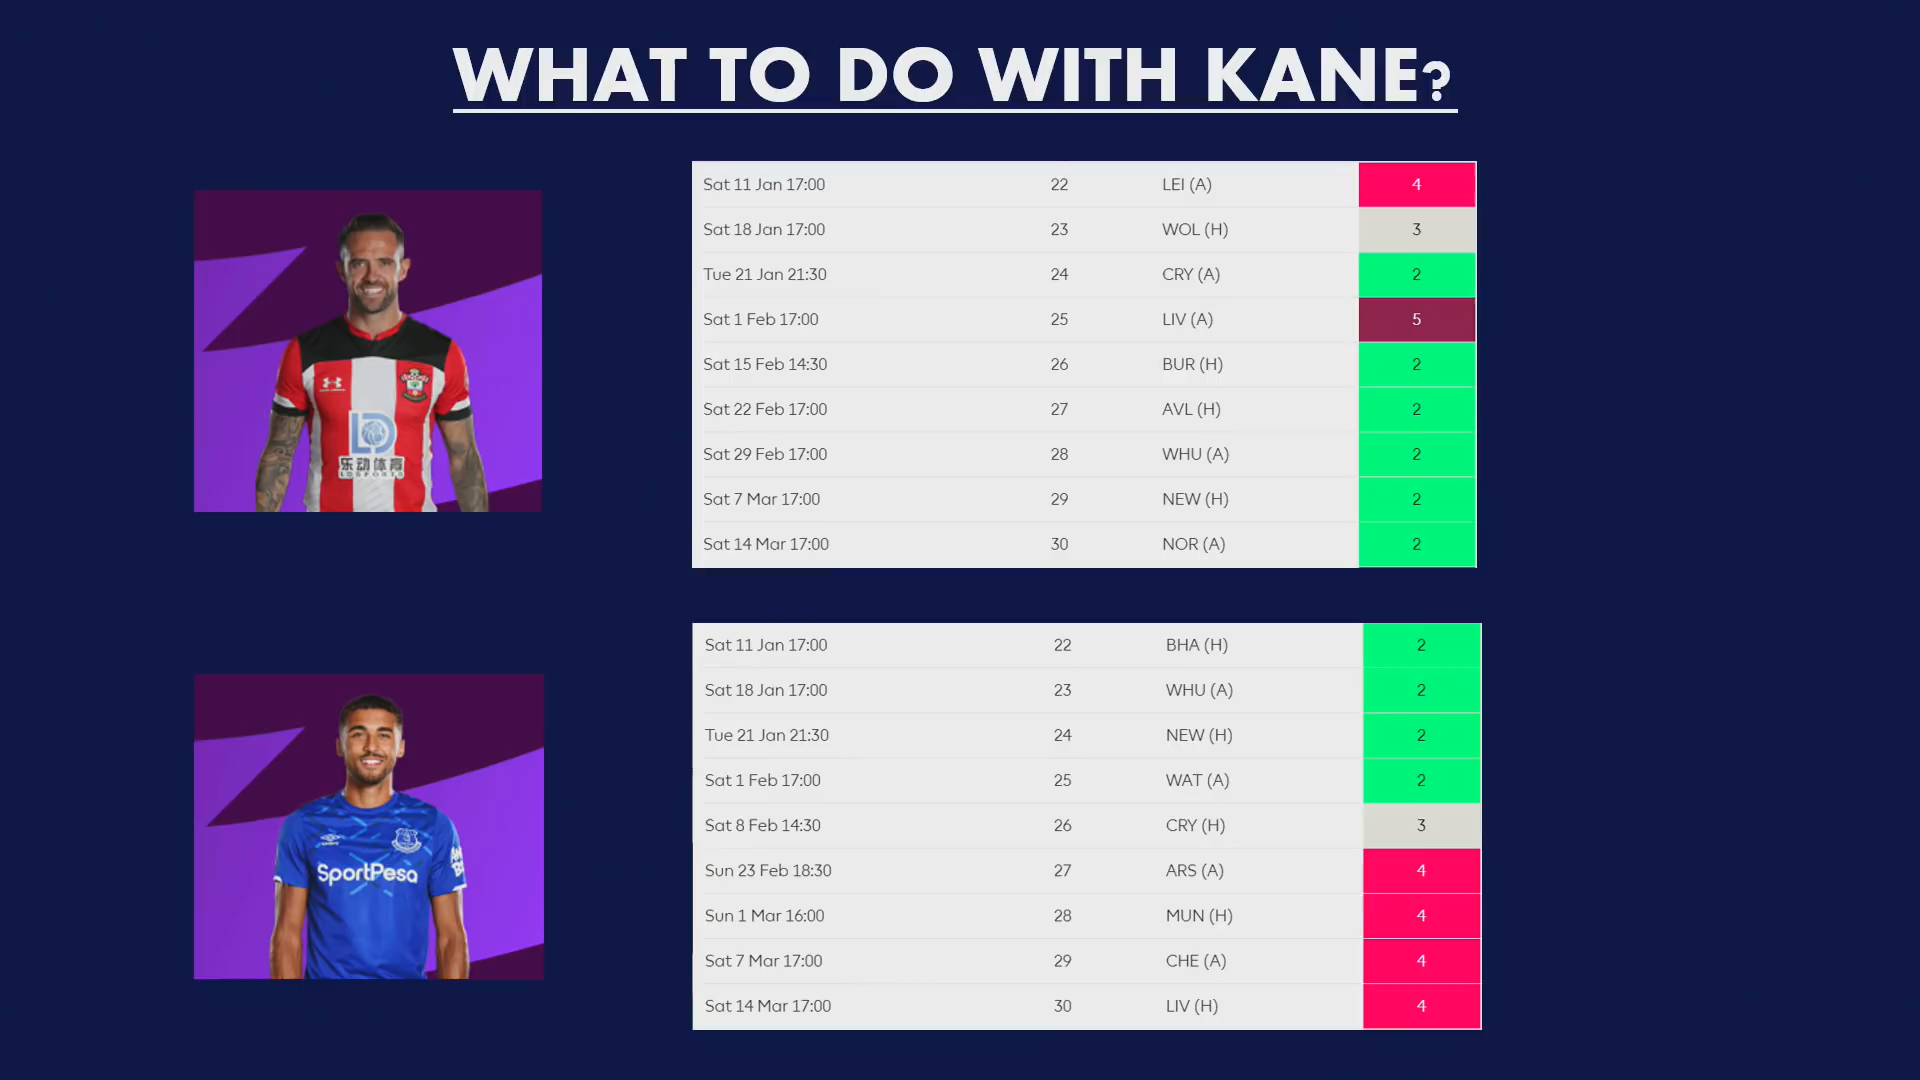 WHAT TO DO WITH KANE?
Sat 11 Jan 17:00 22 LEI (A) 4
Sat 18 Jan 17:00 23 WOL (H) 3
Tue 21 Jan 21:30 24 CRY (A) 2
Sat 1 Feb 17:00 25 LIV (A) 5
Sat 15 Feb 14:30 26 BUR (H) 2
Sat 22 Feb 17:00 27 AVL (H) 2
Sat 29 Feb 17:00 28 WHU (A) 2
Sat 7 Mar 17:00 29 NEW (H) 2
Sat 14 Mar 17:00 30 NOR (A) 2
LD
乐动体育
LDSPORTS
Sat 11 Jan 17:00 22 BHA (H) 2
Sat 18 Jan 17:00 23 WHU (A) 2
Tue 21 Jan 21:30 24 NEW (H) 2
Sat 1 Feb 17:00 25 WAT (A) 2
Sat 8 Feb 14:30 26 CRY (H) 3
Sun 23 Feb 18:30 27 ARS (A) 4
Sun 1 Mar 16:00 28 MUN (H) 4
Sat 7 Mar 17:00 29 CHE (A) 4
Sat 14 Mar 17:00 30 LIV (H) 4
SportPesa